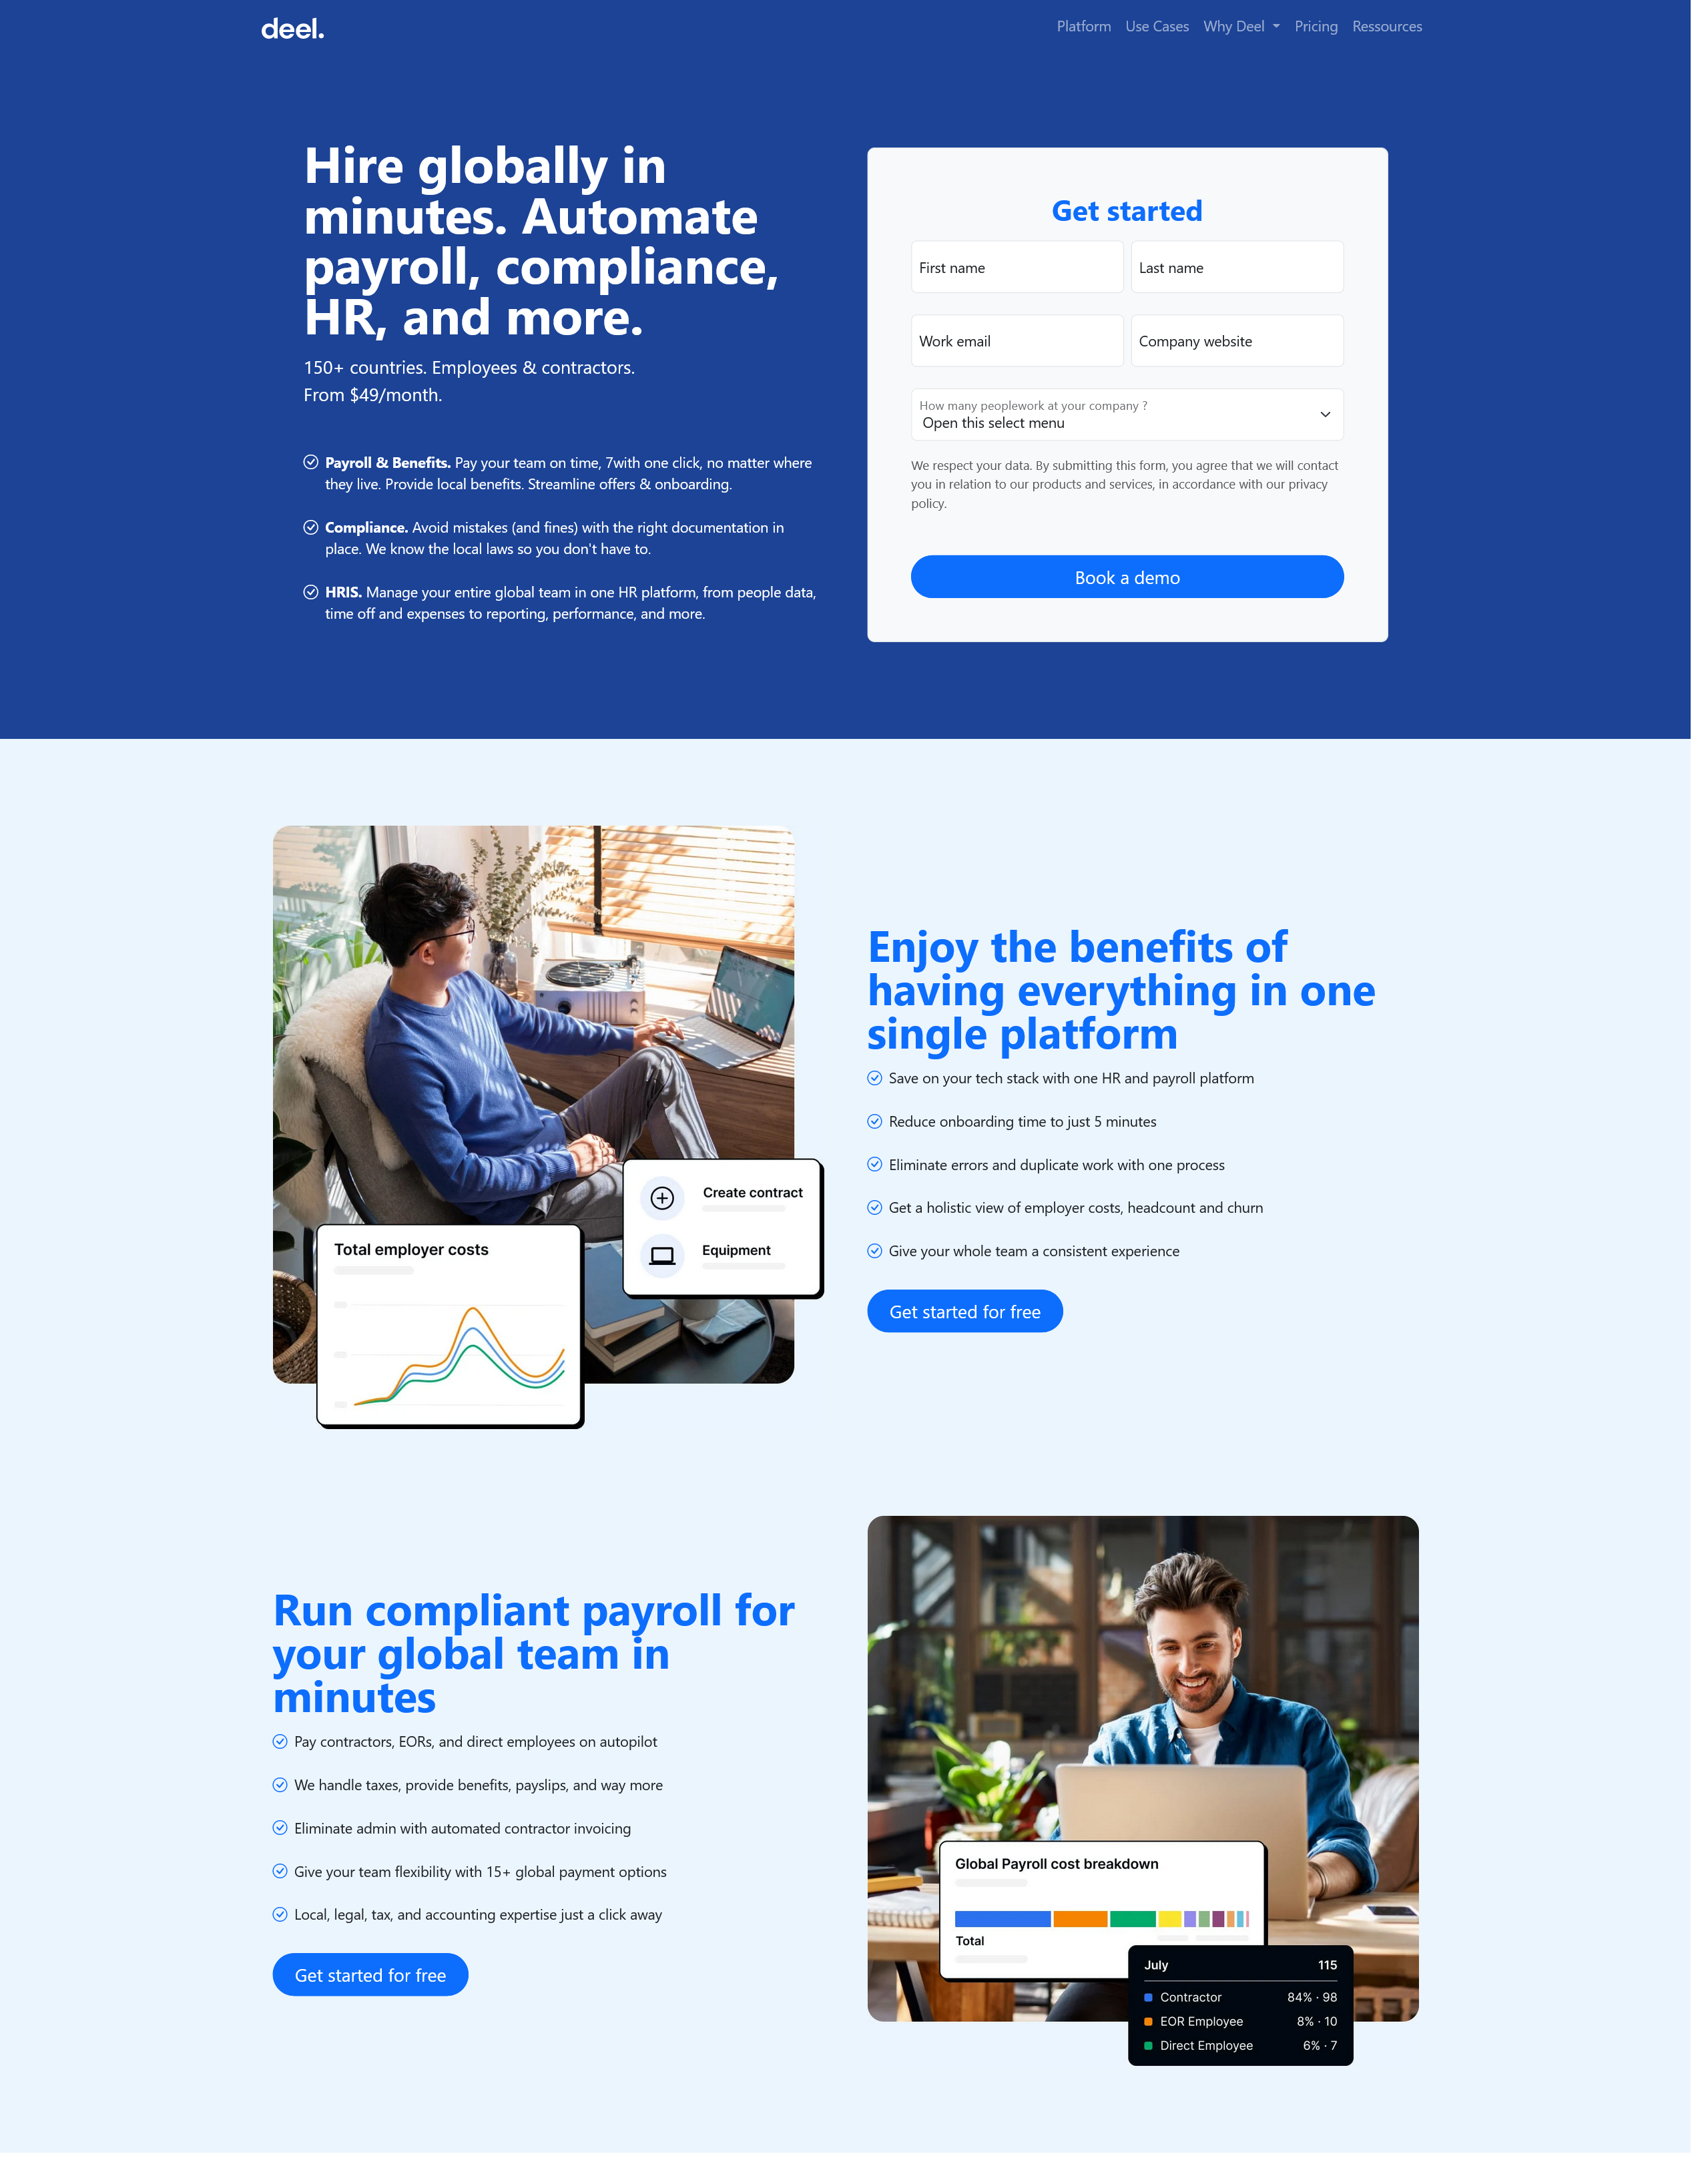 deel.
Platform Use Cases Why Deel Pricing Ressources
Hire globally in
minutes. Automate
payroll, compliance,
HR, and more.
150+ countries. Employees & contractors.
From $49/month.
Payroll & Benefits. Pay your team on time, 7with one click, no matter where
they live. Provide local benefits. Streamline offers & onboarding.
Compliance. Avoid mistakes (and fines) with the right documentation in
place. We know the local laws so you don't have to.
HRIS. Manage your entire global team in one HR platform, from people data,
time off and expenses to reporting, performance, and more.
Get started
First name
Last name
Work email
Company website
How many peoplework at your company ?
Open this select menu
We respect your data. By submitting this form, you agree that we will contact
you in relation to our products and services, in accordance with our privacy
policy.
Book a demo
Create contract
Equipment
Total employer costs
Enjoy the benefits of
having everything in one
single platform
Save on your tech stack with one HR and payroll platform
Reduce onboarding time to just 5 minutes
Eliminate errors and duplicate work with one process
Get a holistic view of employer costs, headcount and churn
Give your whole team a consistent experience
Get started for free
Run compliant payroll for
your global team in
minutes
Pay contractors, EORs, and direct employees on autopilot
We handle taxes, provide benefits, payslips, and way more
Eliminate admin with automated contractor invoicing
Give your team flexibility with 15+ global payment options
Local, legal, tax, and accounting expertise just a click away
Get started for free
Global Payroll cost breakdown
Total
July 115
Contractor 84% · 98
EOR Employee 8% · 10
Direct Employee 6% · 7